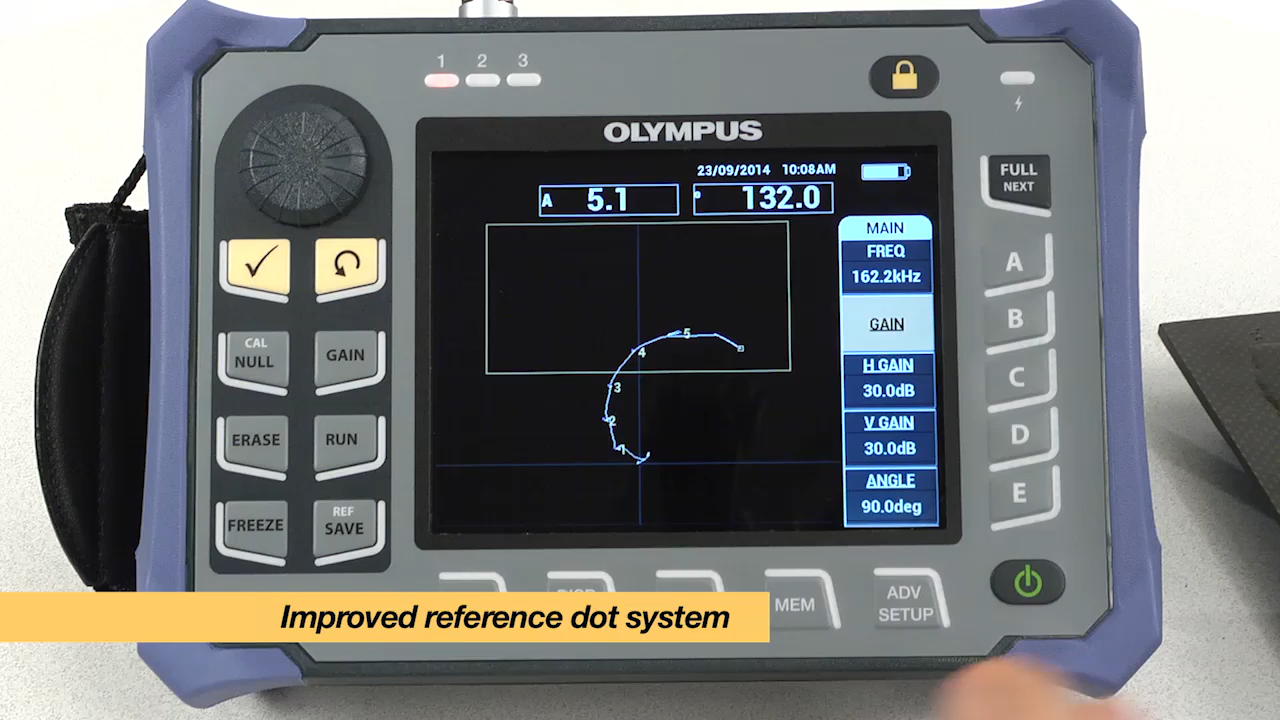 1 2 3
OLYMPUS
23/09/2014 10:08AM
A 5.1
° 132.0
MAIN
FREQ
162.2kHz
GAIN
H GAIN
30.0dB
V GAIN
30.0dB
ANGLE
90.0deg
5
4
3
2
1
CAL
NULL
GAIN
ERASE
RUN
FREEZE
REF
SAVE
FULL
NEXT
A
B
C
D
E
MEM
ADV
SETUP
Improved reference dot system